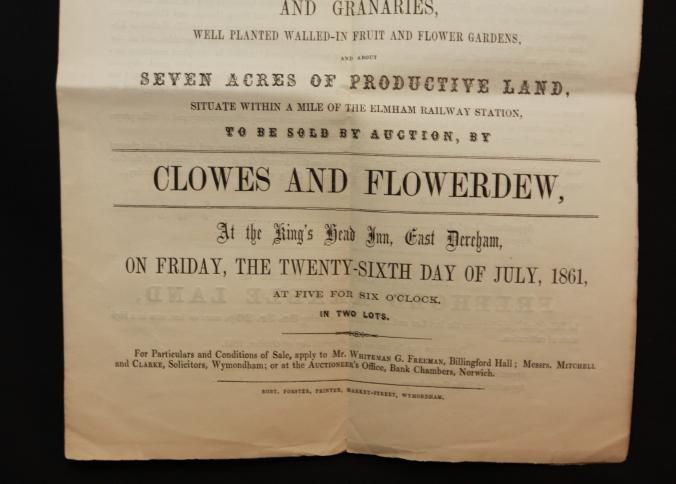 AND GRANARIES,
WELL PLANTED WALLED-IN FRUIT AND FLOWER GARDENS,
AND ABOUT
SEVEN ACRES OF PRODUCTIVE LAND,
SITUATE WITHIN A MILE OF THE ELMHAM RAILWAY STATION,
TO BE SOLD BY AUCTION, BY
CLOWES AND FLOWERDEW,
At the King's Head Inn, East Dereham,
ON FRIDAY, THE TWENTY-SIXTH DAY OF JULY, 1861,
AT FIVE FOR SIX O'CLOCK.
IN TWO LOTS.
For Particulars and Conditions of Sale, apply to Mr. WHITEMAN G. FREEMAN, Billingford Hall; Messrs. MITCHELL
and CLARKE, Solicitors, Wymondham; or at the AUCTIONEER'S Office, Bank Chambers, Norwich.
ROBT. FORSTER, PRINTER, MARKET-STREET, WYMONDHAM.